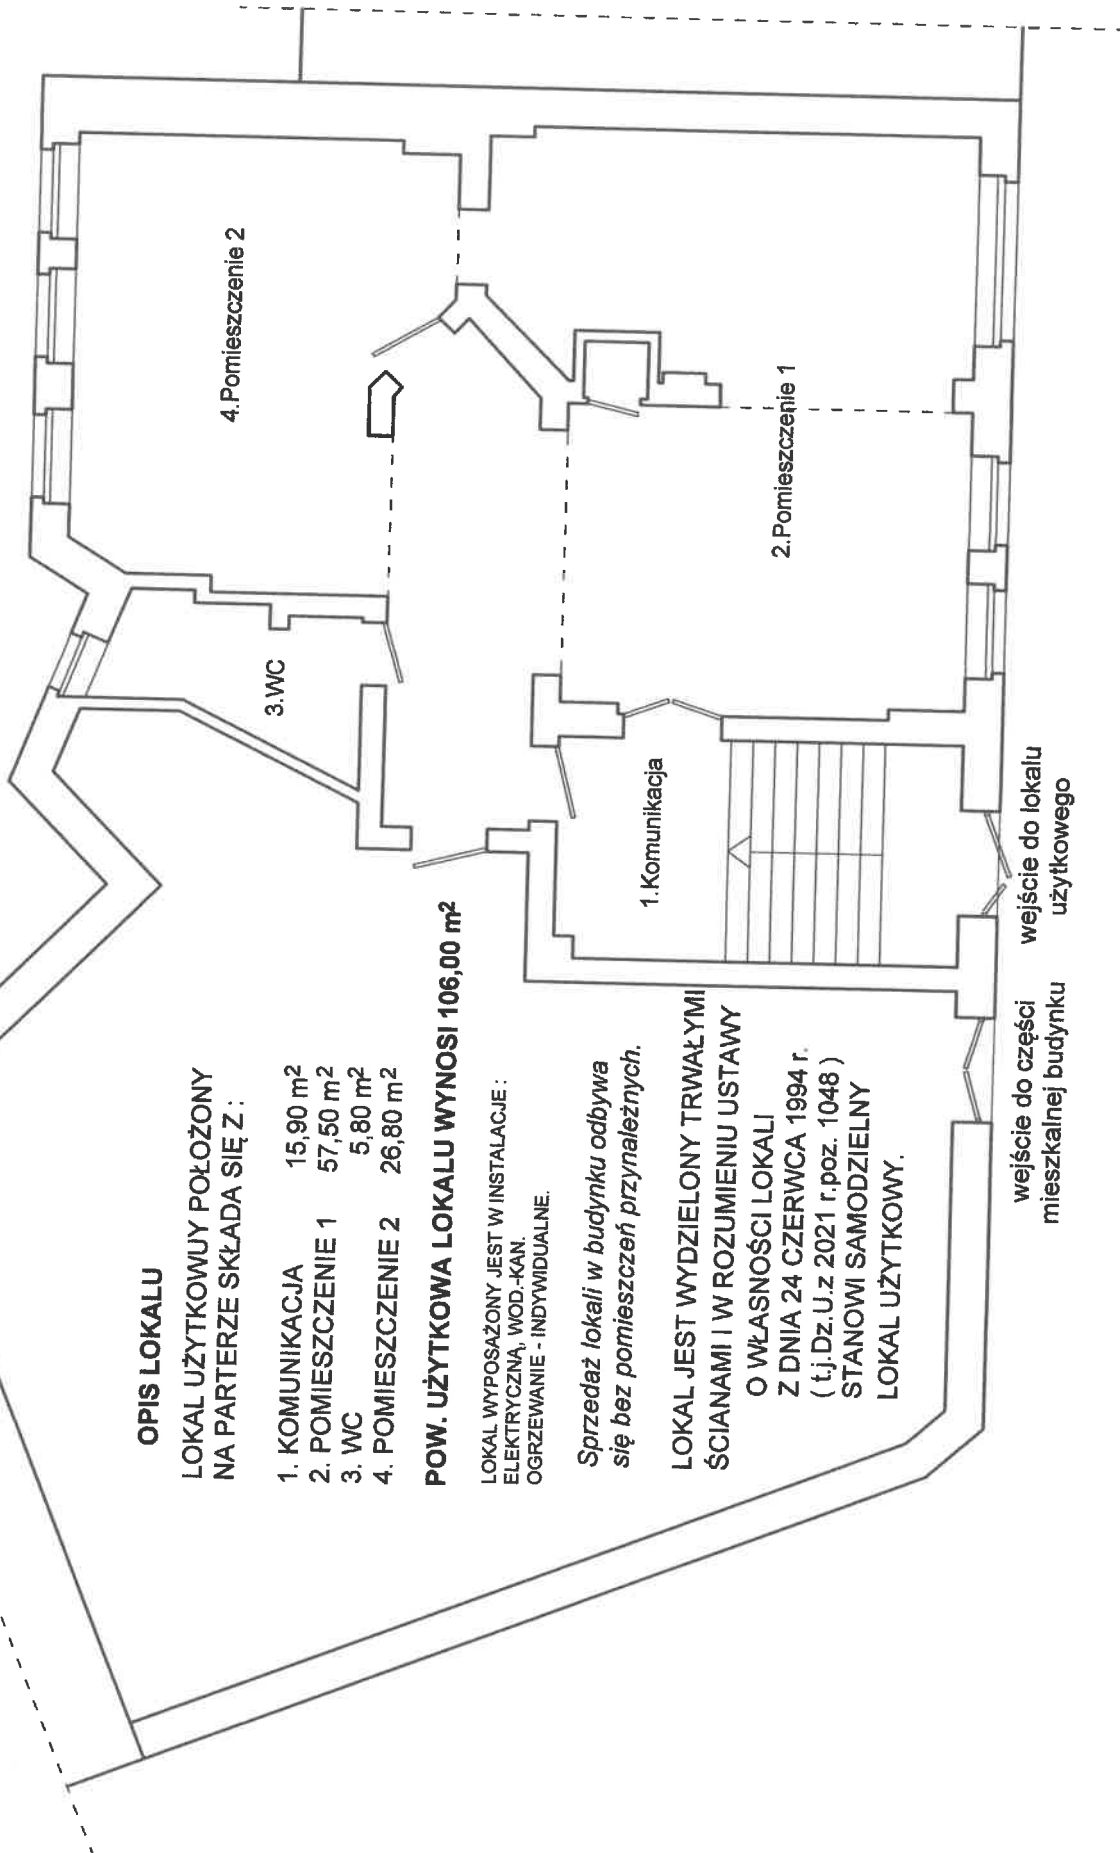 OPIS LOKALU
LOKAL UŻYTKOWUY POŁOŻONY
NA PARTERZE SKŁADA SIĘ Z :
1. KOMUNIKACJA 15,90 m²
2. POMIESZCZENIE 1 57,50 m²
3. WC 5,80 m²
4. POMIESZCZENIE 2 26,80 m²
POW. UŻYTKOWA LOKALU WYNOSI 106,00 m²
LOKAL WYPOSAŻONY JEST W INSTALACJE :
ELEKTRYCZNĄ, WOD.-KAN.
OGRZEWANIE - INDYWIDUALNE.
Sprzedaż lokali w budynku odbywa
się bez pomieszczeń przynależnych.
LOKAL JEST WYDZIELONY TRWAŁYMI
ŚCIANAMI I W ROZUMIENIU USTAWY
O WŁASNOŚCI LOKALI
Z DNIA 24 CZERWCA 1994 r.
( t.j.Dz.U.z 2021 r.poz. 1048 )
STANOWI SAMODZIELNY
LOKAL UŻYTKOWY.
wejście do części
mieszkalnej budynku
wejście do lokalu
użytkowego
1.Komunikacja
3.WC
2.Pomieszczenie 1
4.Pomieszczenie 2